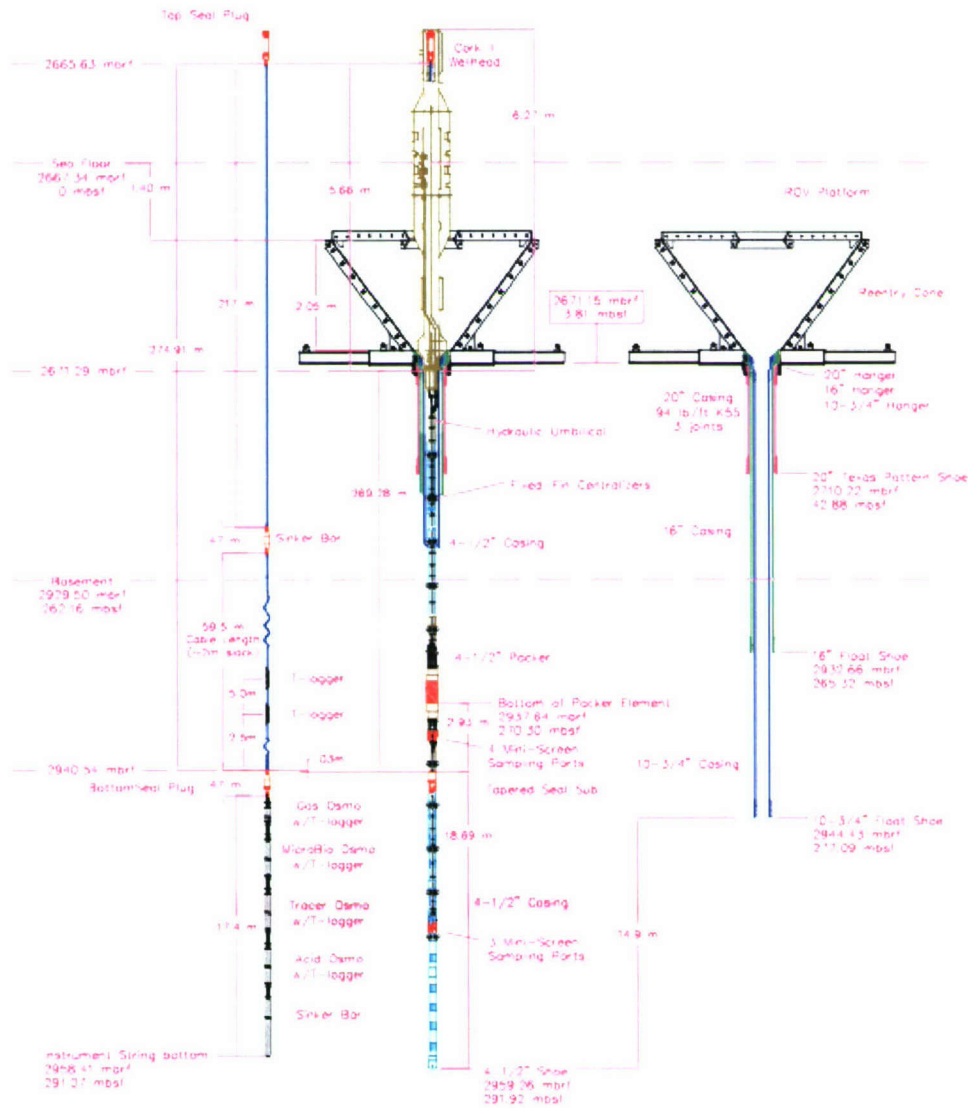 Top Seal Plug
2665.63 mbrf
Cork I
Wellhead
6.27 m
Sea Floor
2667.34 mbrf
0 mbsf
1.40 m
5.66 m
ROV Platform
217 m
2.05 m
2671.15 mbrf
3.81 mbsf
Reentry Cone
274.91 m
2671.29 mbrf
20" Hanger
16" Hanger
10-3/4" Hanger
20" Casing
94 lb/ft K55
3 joints
Hydraulic Umbilical
20" Texas Pattern Shoe
2710.22 mbrf
42.88 mbsf
269.28 m
Fixed Fin Centralizers
16" Casing
Sinker Bar
4-1/2" Casing
Basement
2929.50 mbrf
262.16 mbsf
59.5 m
Cable length
(~2m slack)
4-1/2" Packer
16" Float Shoe
2932.66 mbrf
265.32 mbsf
T-logger
5.0m
Bottom of Packer Element
2937.64 mbrf
270.30 mbsf
T-logger
2.93 m
2.5m
4 Mini-Screen
Sampling Ports
.03m
2940.54 mbrf
10-3/4" Casing
Bottom Seal Plug
Tapered Seal Sub
Gas Osmo
w/T-logger
10-3/4" Float Shoe
2944.43 mbrf
277.09 mbsf
18.69 m
MicroBio Osmo
w/T-logger
Tracer Osmo
w/T-logger
4-1/2" Casing
17.4 m
3 Mini-Screen
Sampling Ports
14.9 m
Acid Osmo
w/T-logger
Sinker Bar
Instrument String bottom
2958.41 mbrf
291.07 mbsf
4-1/2" Shoe
2959.26 mbrf
291.92 mbsf